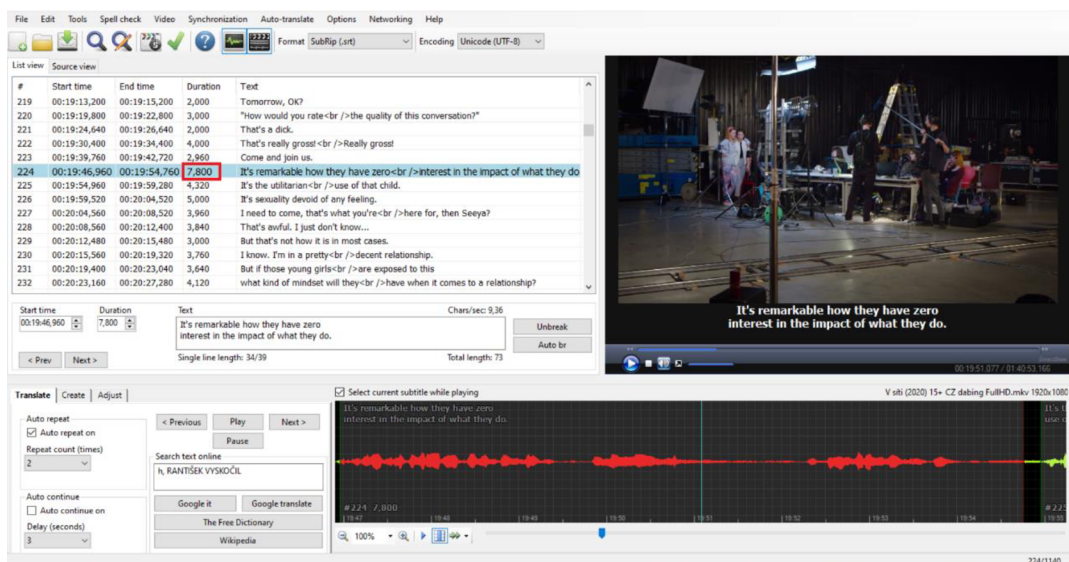 File Edit Tools Spell check Video Synchronization Auto-translate Options Networking Help
Format SubRip (.srt) Encoding Unicode (UTF-8)
List view Source view
# Start time End time Duration Text
219 00:19:13,200 00:19:15,200 2,000 Tomorrow, OK?
220 00:19:19,800 00:19:22,800 3,000 "How would you rate<br />the quality of this conversation?"
221 00:19:24,640 00:19:26,640 2,000 That's a dick.
222 00:19:30,400 00:19:34,400 4,000 That's really gross!<br />Really gross!
223 00:19:39,760 00:19:42,720 2,960 Come and join us.
224 00:19:46,960 00:19:54,760 7,800 It's remarkable how they have zero<br />interest in the impact of what they do
225 00:19:54,960 00:19:59,280 4,320 It's the utilitarian<br />use of that child.
226 00:19:59,520 00:20:04,520 5,000 It's sexuality devoid of any feeling.
227 00:20:04,560 00:20:08,520 3,960 I need to come, that's what you're<br />here for, then Seeya?
228 00:20:08,560 00:20:12,400 3,840 That's awful. I just don't know...
229 00:20:12,480 00:20:15,480 3,000 But that's not how it is in most cases.
230 00:20:15,560 00:20:19,320 3,760 I know. I'm in a pretty<br />decent relationship.
231 00:20:19,400 00:20:23,040 3,640 But if those young girls<br />are exposed to this
232 00:20:23,160 00:20:27,280 4,120 what kind of mindset will they<br />have when it comes to a relationship?
It's remarkable how they have zero
interest in the impact of what they do.
00:19:51,077 / 01:40:53.166
Start time Duration Text Chars/sec: 9,36
00:19:46,960 7,800 It's remarkable how they have zero
interest in the impact of what they do.
Unbreak
Auto br
< Prev Next > Single line length: 34/39 Total length: 73
Translate Create Adjust
Auto repeat
Auto repeat on
Repeat count (times)
2
Auto continue
Auto continue on
Delay (seconds)
3
< Previous Play Next >
Pause
Search text online
h, RANTIŠEK VYSKOČIL
Google it Google translate
The Free Dictionary
Wikipedia
Select current subtitle while playing V síti (2020) 15+ CZ dabing FullHD.mkv 1920x1080
It's remarkable how they have zero
interest in the impact of what they do.
It's t
use o
#224 7,800 #225
19:47 19:48 19:49 19:50 19:51 19:52 19:53 19:54 19:55
100%
224/1140